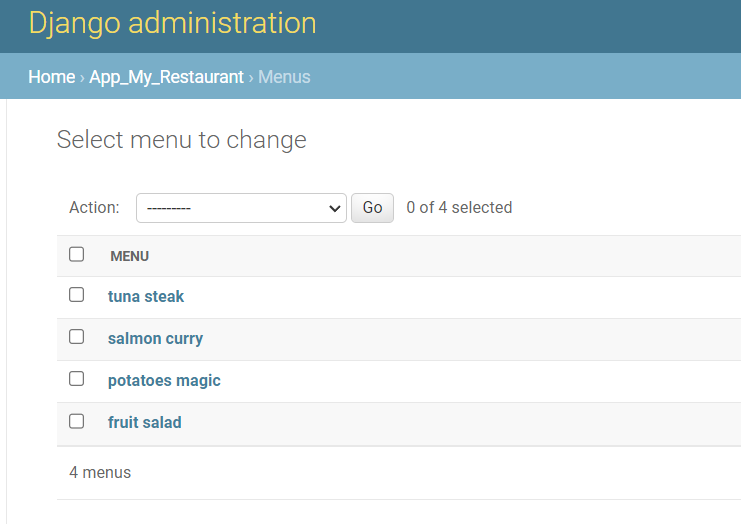 Django administration
Home › App_My_Restaurant › Menus
Select menu to change
Action: --------- Go 0 of 4 selected
MENU
tuna steak
salmon curry
potatoes magic
fruit salad
4 menus